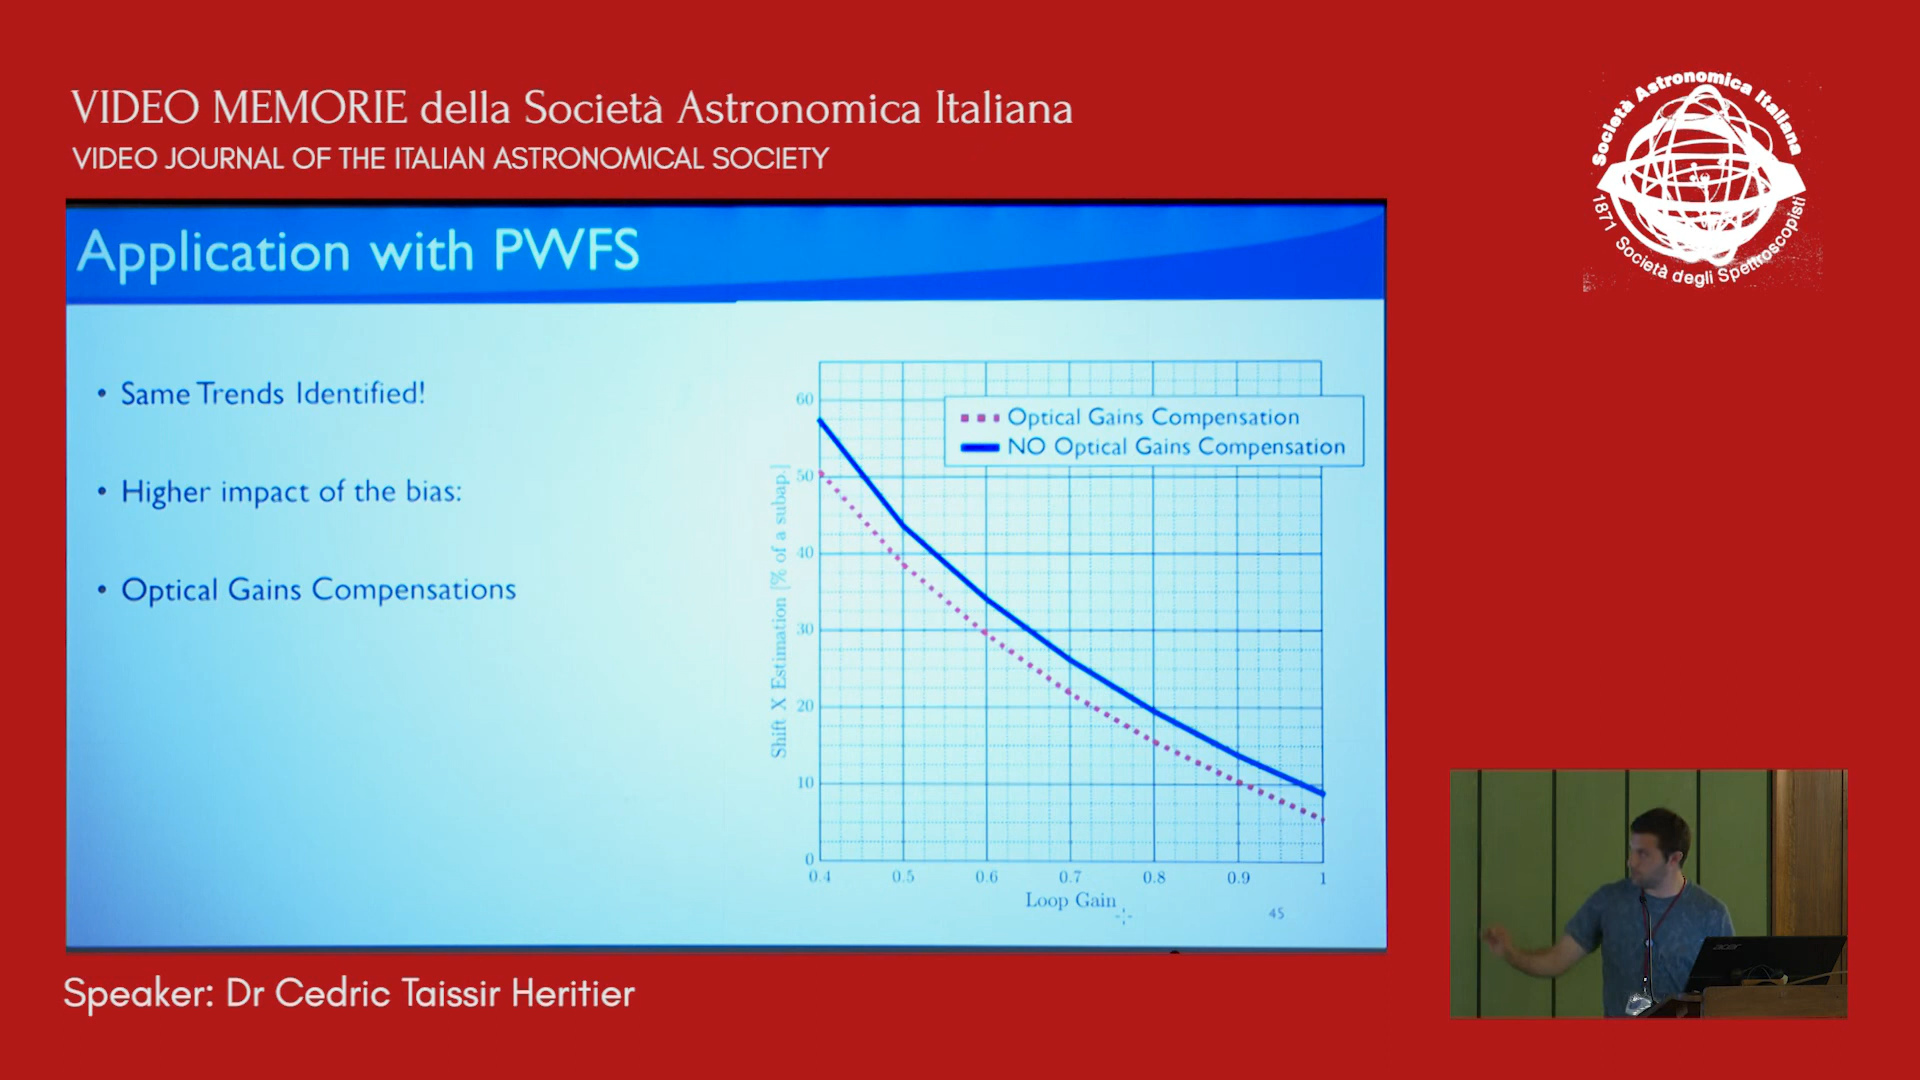 VIDEO MEMORIE della Società Astronomica Italiana
VIDEO JOURNAL OF THE ITALIAN ASTRONOMICAL SOCIETY
Società Astronomica Italiana
1871 Società degli Spettroscopisti
Application with PWFS
• Same Trends Identified!
• Higher impact of the bias:
• Optical Gains Compensations
Optical Gains Compensation
NO Optical Gains Compensation
Shift X Estimation [% of a subap.]
60
50
40
30
20
10
0
0.4 0.5 0.6 0.7 0.8 0.9 1
Loop Gain
45
acer
Speaker: Dr Cedric Taissir Heritier